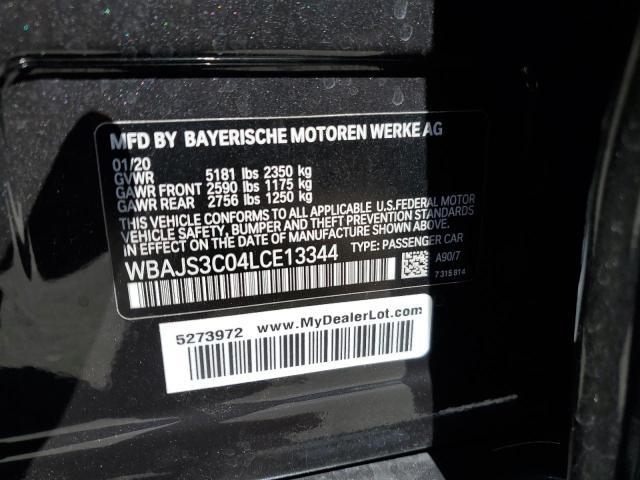 MFD BY BAYERISCHE MOTOREN WERKE AG
01/20
GVWR 5181 lbs 2350 kg
GAWR FRONT 2590 lbs 1175 kg
GAWR REAR 2756 lbs 1250 kg
THIS VEHICLE CONFORMS TO ALL APPLICABLE U.S.FEDERAL MOTOR
VEHICLE SAFETY, BUMPER, AND THEFT PREVENTION STANDARDS
IN EFFECT ON THE DATE OF MANUFACTURE SHOWN ABOVE.
WBAJS3C04LCE13344 TYPE: PASSENGER CAR
A90/7
7315814
5273972 www.MyDealerLot.com